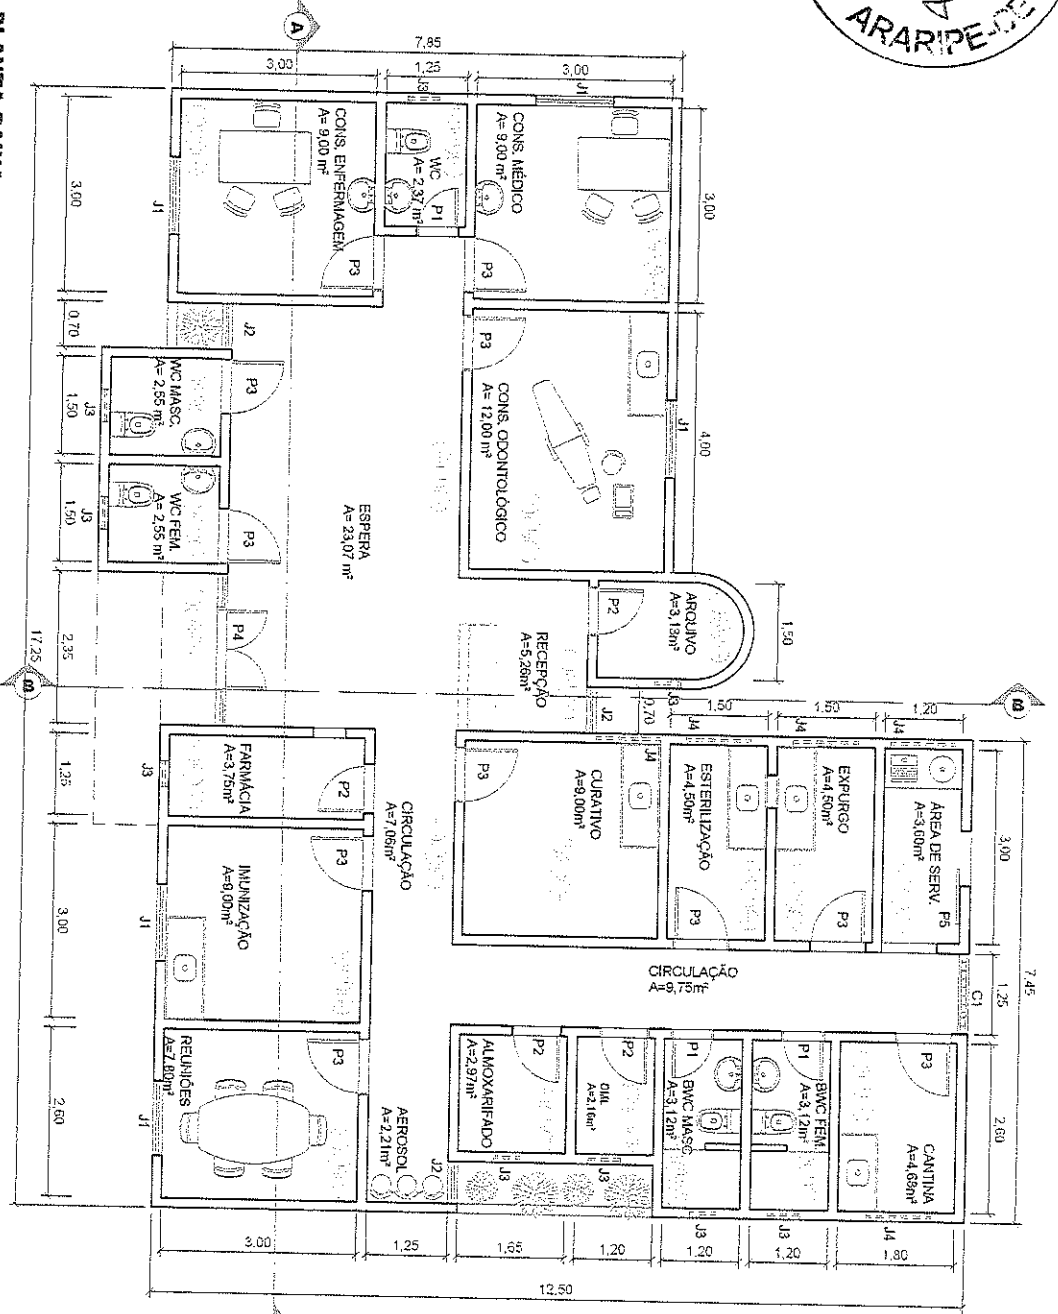 ARARIPE-CE
A
7,85
3,00
1,25
3,00
J3
J1
CONS. ENFERMAGEM
A= 9,00 m²
WC
A= 2,37 m²
P1
CONS. MÉDICO
A= 9,00 m²
3,00
3,00
J1
P3
P3
0,70
J2
P3
WC MASC.
A= 2,55 m²
1,50
J3
P3
CONS. ODONTOLÓGICO
A= 12,00 m²
J1
4,00
WC FEM.
A= 2,55 m²
1,50
J3
P3
ESPERA
A= 23,07 m²
ARQUIVO
A=3,13m²
P2
1,50
P4
RECEPÇÃO
A=5,26m²
2,35
17,25
B
B
J2
0,70
J3
1,50
J4
1,50
J4
1,20
J4
FARMÁCIA
A=3,75m²
P2
J3
1,25
CIRCULAÇÃO
A=7,06m²
P3
CURATIVO
A=9,00m²
J4
ESTERILIZAÇÃO
A=4,50m²
P3
EXPURGO
A=4,50m²
P3
ÁREA DE SERV.
A=3,60m²
P5
3,00
7,45
IMUNIZAÇÃO
A=9,00m²
P3
J1
3,00
CIRCULAÇÃO
A=9,75m²
C1
1,25
REUNIÕES
A=7,80m²
P3
J1
2,60
AEROSOL
A=2,21m²
J2
ALMOXARIFADO
A=2,97m²
P2
J3
DML
A=2,16m²
P2
J3
BWC MASC
A=3,12m²
P1
J3
BWC FEM.
A=3,12m²
P1
J3
CANTINA
A=4,68m²
P3
J4
2,60
3,00
1,25
1,65
1,20
1,20
1,20
1,80
12,50